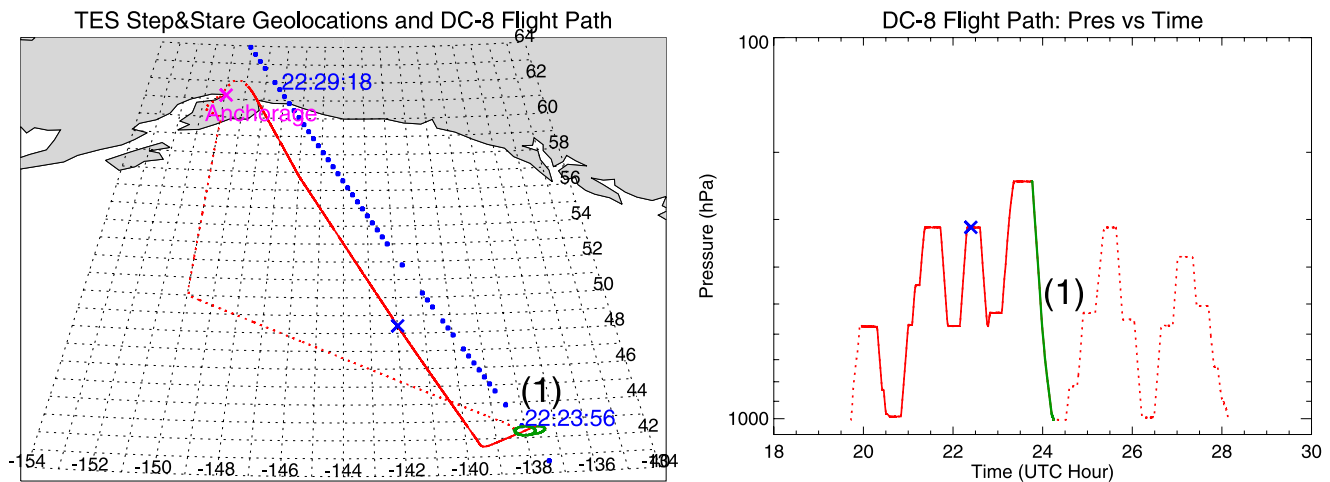 TES Step&Stare Geolocations and DC-8 Flight Path
64
62
60
58
56
54
52
50
48
46
44
42
22:29:18
Anchorage
(1)
22:23:56
-154 -152 -150 -148 -146 -144 -142 -140 -138 -136 -134
DC-8 Flight Path: Pres vs Time
100
1000
Pressure (hPa)
(1)
18 20 22 24 26 28 30
Time (UTC Hour)